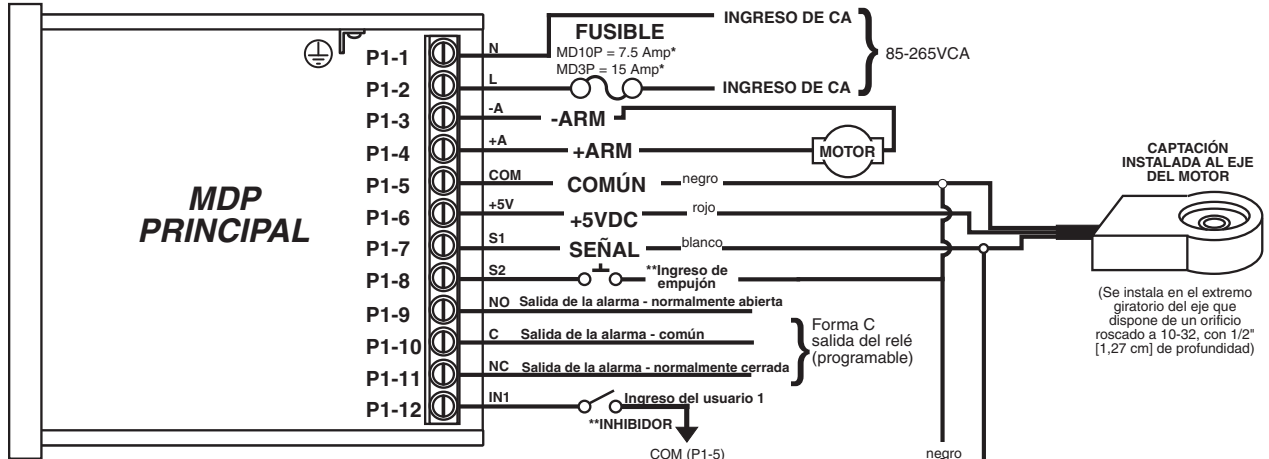 MDP
PRINCIPAL
P1-1
N
INGRESO DE CA
FUSIBLE
MD10P = 7.5 Amp*
MD3P = 15 Amp*
85-265VCA
P1-2
L
INGRESO DE CA
P1-3
-A
-ARM
P1-4
+A
+ARM
MOTOR
P1-5
COM
COMÚN
negro
P1-6
+5V
+5VDC
rojo
P1-7
S1
SEÑAL
blanco
P1-8
S2
**Ingreso de
empujón
P1-9
NO
Salida de la alarma - normalmente abierta
P1-10
C
Salida de la alarma - común
P1-11
NC
Salida de la alarma - normalmente cerrada
Forma C
salida del relé
(programable)
P1-12
IN1
Ingreso del usuario 1
**INHIBIDOR
COM (P1-5)
negro
CAPTACIÓN
INSTALADA AL EJE
DEL MOTOR
(Se instala en el extremo
giratorio del eje que
dispone de un orificio
roscado a 10-32, con 1/2"
[1,27 cm] de profundidad)